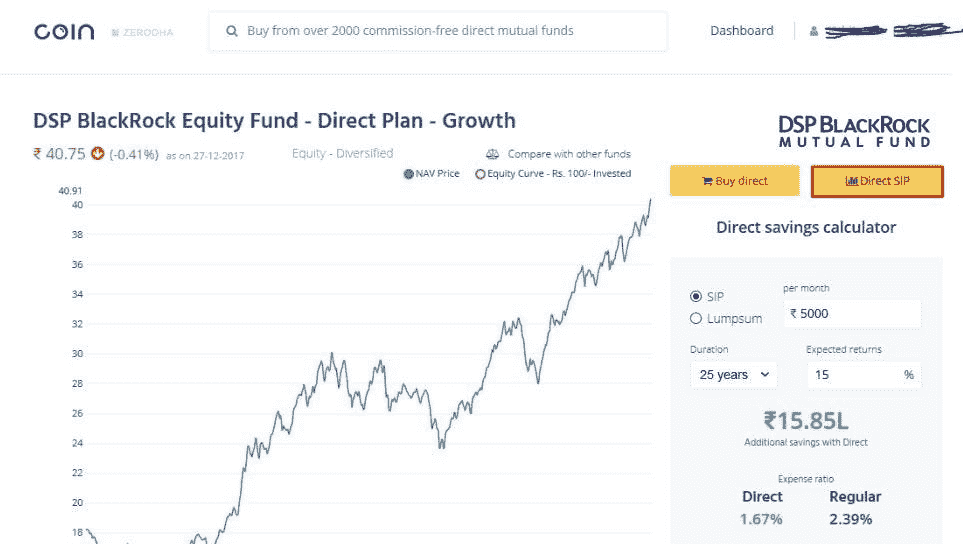 coin ZERODHA
Buy from over 2000 commission-free direct mutual funds
Dashboard
DSP BlackRock Equity Fund - Direct Plan - Growth
₹ 40.75 (-0.41%) as on 27-12-2017
Equity - Diversified
Compare with other funds
NAV Price Equity Curve - Rs. 100/- Invested
40.91
40
38
36
34
32
30
28
26
24
22
20
18
DSP BLACKROCK
MUTUAL FUND
Buy direct Direct SIP
Direct savings calculator
SIP
Lumpsum
per month
₹ 5000
Duration
25 years
Expected returns
15 %
₹15.85L
Additional savings with Direct
Expense ratio
Direct Regular
1.67% 2.39%